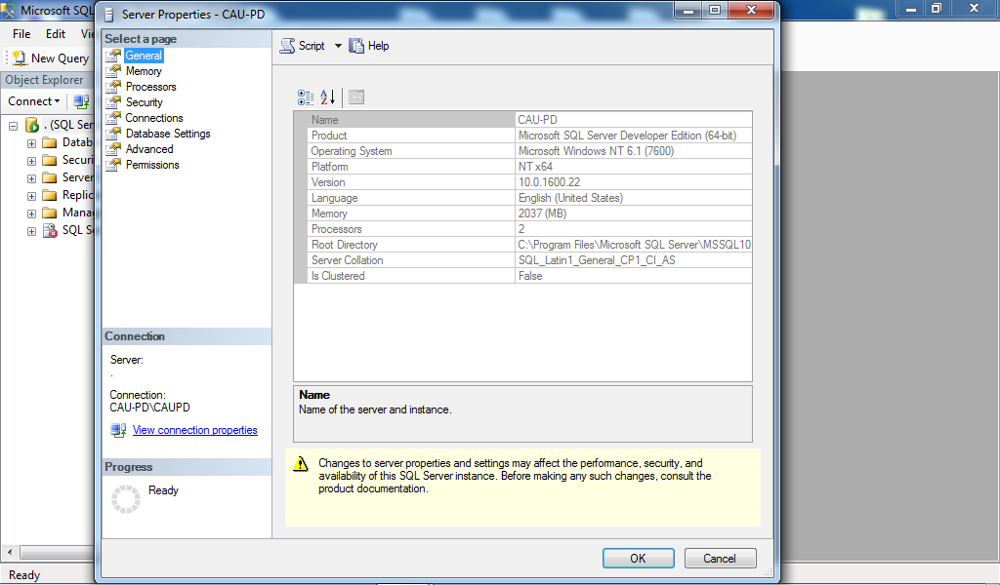 Microsoft SQL
File Edit Vi
New Query
Object Explorer
Connect
. (SQL Ser
Datab
Securi
Server
Replic
Manag
SQL Se
Ready
Server Properties - CAU-PD
Select a page
General
Memory
Processors
Security
Connections
Database Settings
Advanced
Permissions
Connection
Server:
.
Connection:
CAU-PD\CAUPD
View connection properties
Progress
Ready
Script Help
Name CAU-PD
Product Microsoft SQL Server Developer Edition (64-bit)
Operating System Microsoft Windows NT 6.1 (7600)
Platform NT x64
Version 10.0.1600.22
Language English (United States)
Memory 2037 (MB)
Processors 2
Root Directory C:\Program Files\Microsoft SQL Server\MSSQL10
Server Collation SQL_Latin1_General_CP1_CI_AS
Is Clustered False
Name
Name of the server and instance.
Changes to server properties and settings may affect the performance, security, and
availability of this SQL Server instance. Before making any such changes, consult the
product documentation.
OK Cancel